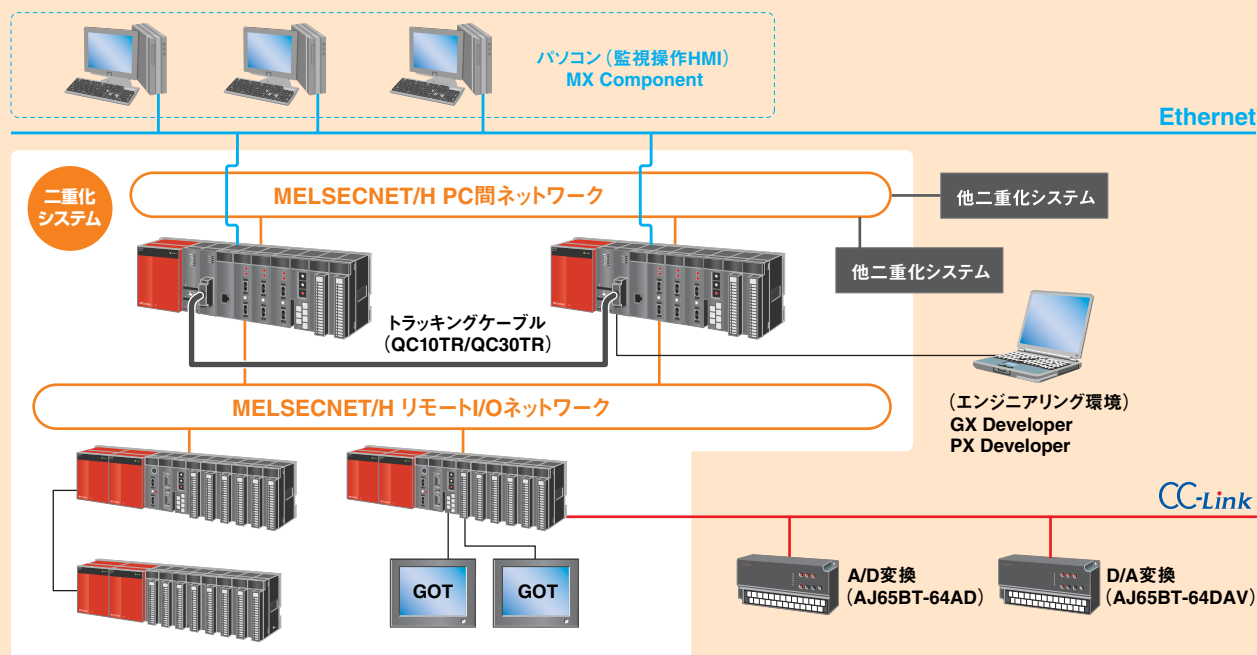 パソコン（監視操作HMI）
MX Component
Ethernet
二重化
システム
MELSECNET/H PC間ネットワーク
他二重化システム
他二重化システム
トラッキングケーブル
（QC10TR/QC30TR）
MELSECNET/H リモートI/Oネットワーク
（エンジニアリング環境）
GX Developer
PX Developer
CC-Link
GOT
GOT
A/D変換
（AJ65BT-64AD）
D/A変換
（AJ65BT-64DAV）